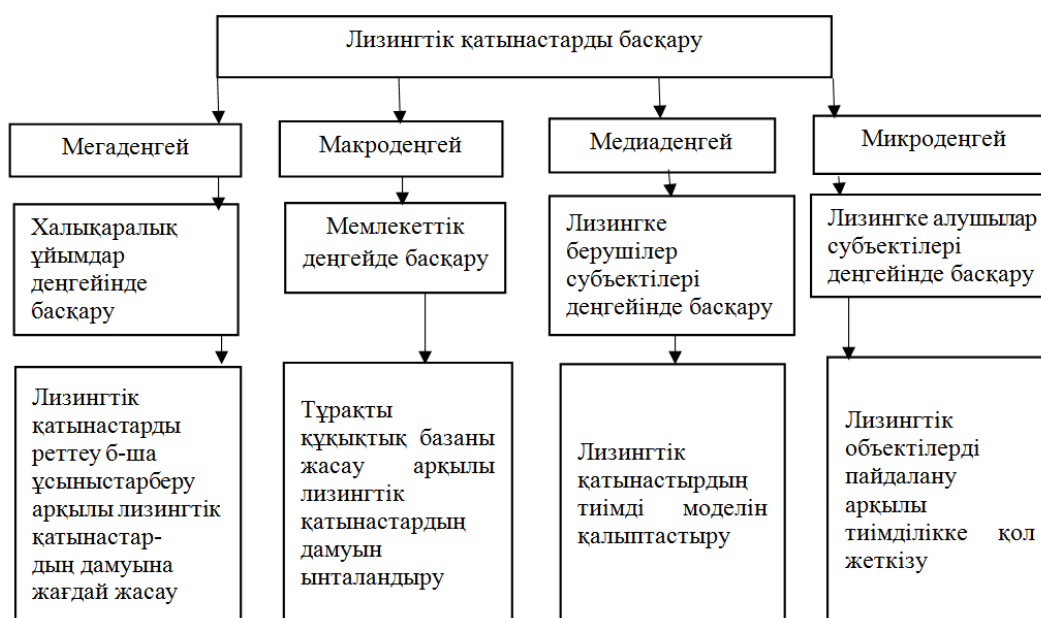 Лизингтік қатынастарды басқару
Мегадеңгей
Макродеңгей
Медиадеңгей
Микродеңгей
Халықаралық
ұйымдар
деңгейінде
басқару
Мемлекеттік
деңгейде басқару
Лизингке
берушілер
субъектілері
деңгейінде басқару
Лизингке алушылар
субъектілері
деңгейінде басқару
Лизингтік
қатынастарды
реттеу б-ша
ұсыныстарберу
арқылы лизингтік
қатынастар-
дың дамуына
жағдай жасау
Тұрақты
құқықтық базаны
жасау арқылы
лизингтік
қатынастардың
дамуын
ынталандыру
Лизингтік
қатынастырдың
тиімді моделін
қалыптастыру
Лизингтік
объектілерді
пайдалану
арқылы
тиімділікке қол
жеткізу